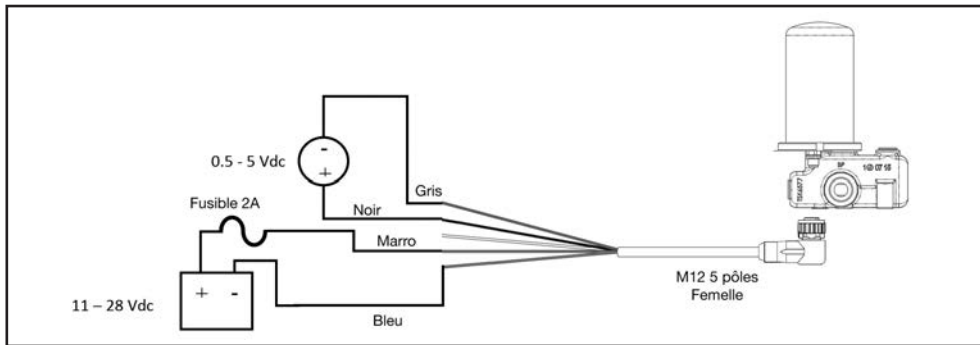 0.5 - 5 Vdc
-
+
Gris
Fusible 2A
Noir
Marro
+ -
11 – 28 Vdc
Bleu
M12 5 pôles
Femelle